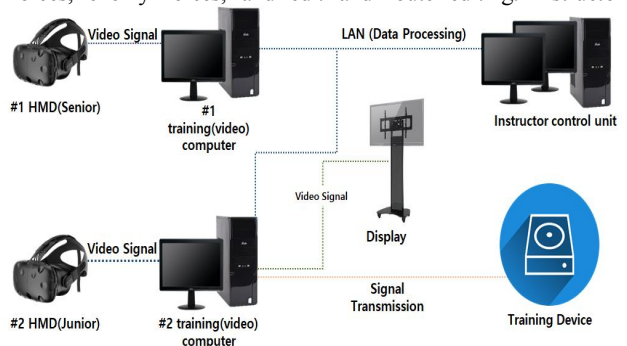 Video Signal
LAN (Data Processing)
#1 HMD(Senior)
#1
training(video)
computer
Instructor control unit
Video Signal
Display
Video Signal
Signal
Transmission
#2 HMD(Junior)
#2 training(video)
computer
Training Device